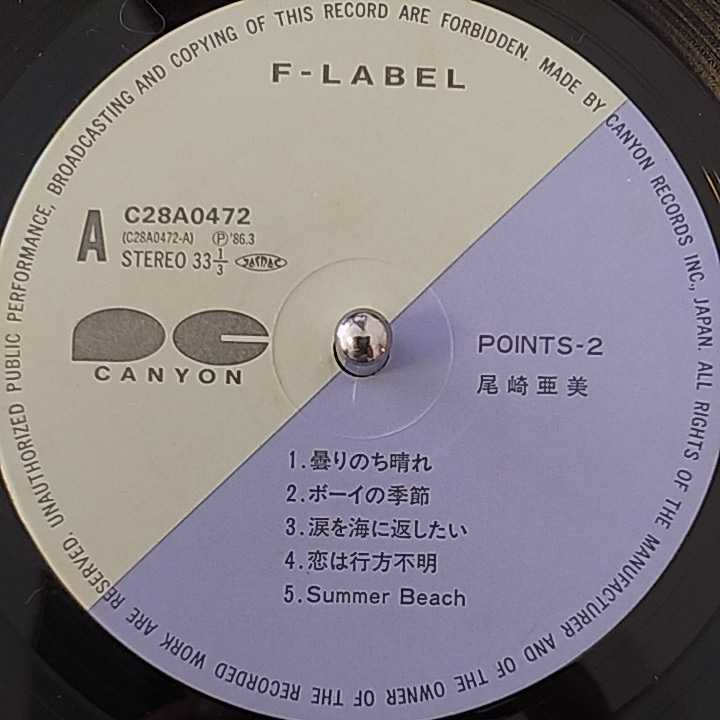 UNAUTHORIZED PUBLIC PERFORMANCE, BROADCASTING AND COPYING OF THIS RECORD ARE FORBIDDEN. MADE BY CANYON RECORDS INC., JAPAN. ALL RIGHTS OF THE MANUFACTURER AND OF THE OWNER OF THE RECORDED WORK ARE RESERVED.
F-LABEL
A
C28A0472
(C28A0472-A) Ⓟ'86.3
STEREO 33 1/3 JASRAC
CANYON
POINTS-2
尾崎亜美
1.曇りのち晴れ
2.ボーイの季節
3.涙を海に返したい
4.恋は行方不明
5.Summer Beach